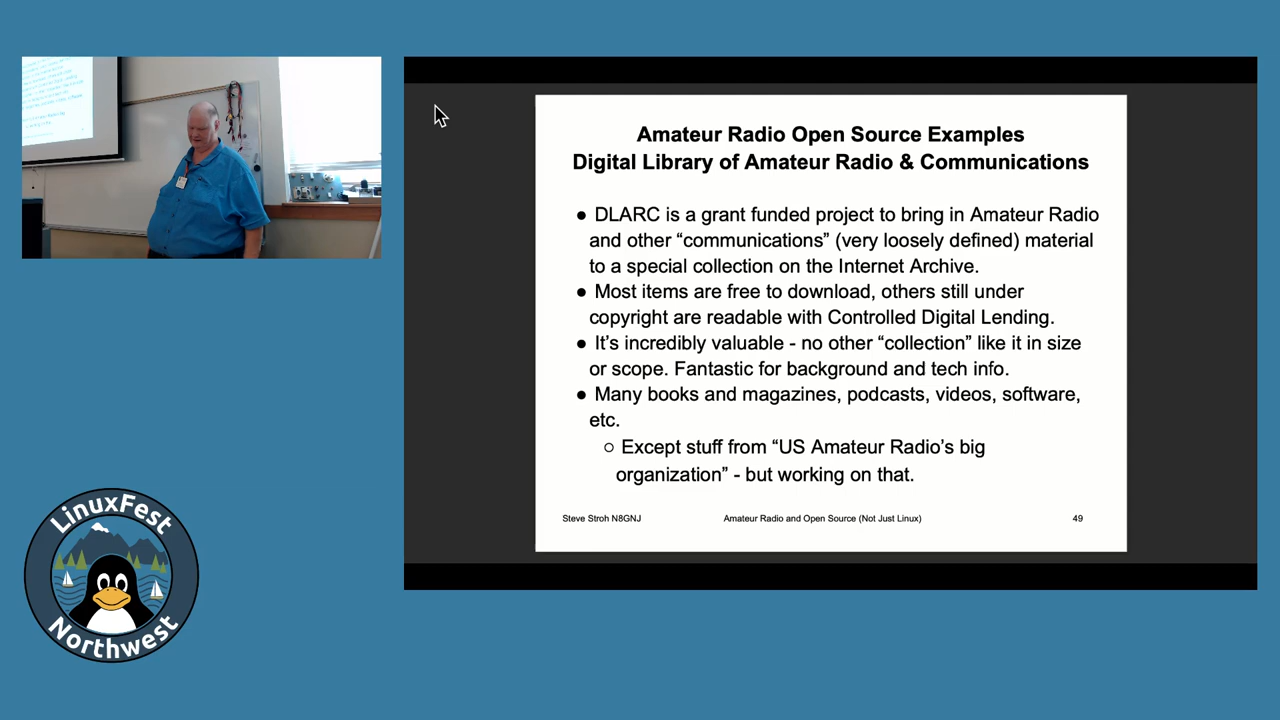 Amateur Radio Open Source Examples
Digital Library of Amateur Radio & Communications
● DLARC is a grant funded project to bring in Amateur Radio
and other “communications” (very loosely defined) material
to a special collection on the Internet Archive.
● Most items are free to download, others still under
copyright are readable with Controlled Digital Lending.
● It’s incredibly valuable - no other “collection” like it in size
or scope. Fantastic for background and tech info.
● Many books and magazines, podcasts, videos, software,
etc.
○ Except stuff from “US Amateur Radio’s big
organization” - but working on that.
Steve Stroh N8GNJ
Amateur Radio and Open Source (Not Just Linux)
49
LinuxFest
Northwest